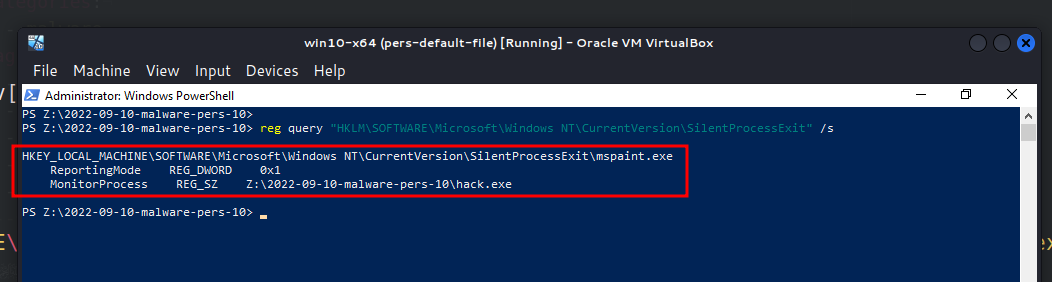 win10-x64 (pers-default-file) [Running] - Oracle VM VirtualBox
File Machine View Input Devices Help
Administrator: Windows PowerShell
PS Z:\2022-09-10-malware-pers-10>
PS Z:\2022-09-10-malware-pers-10> reg query "HKLM\SOFTWARE\Microsoft\Windows NT\CurrentVersion\SilentProcessExit" /s
HKEY_LOCAL_MACHINE\SOFTWARE\Microsoft\Windows NT\CurrentVersion\SilentProcessExit\mspaint.exe
ReportingMode REG_DWORD 0x1
MonitorProcess REG_SZ Z:\2022-09-10-malware-pers-10\hack.exe
PS Z:\2022-09-10-malware-pers-10>